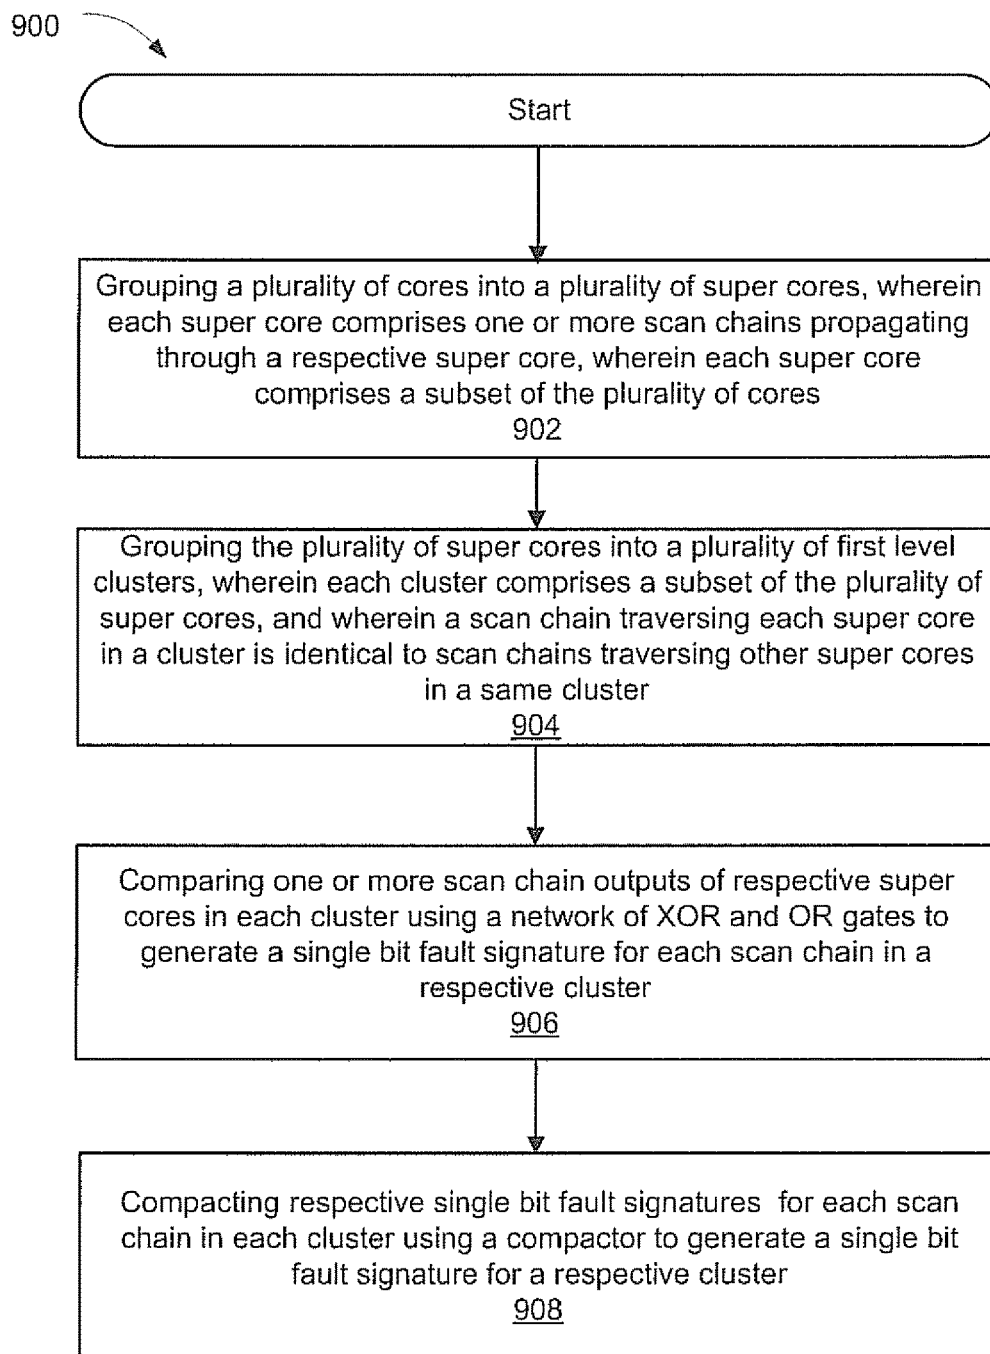 900
Start
Grouping a plurality of cores into a plurality of super cores, wherein
each super core comprises one or more scan chains propagating
through a respective super core, wherein each super core
comprises a subset of the plurality of cores
902
Grouping the plurality of super cores into a plurality of first level
clusters, wherein each cluster comprises a subset of the plurality of
super cores, and wherein a scan chain traversing each super core
in a cluster is identical to scan chains traversing other super cores
in a same cluster
904
Comparing one or more scan chain outputs of respective super
cores in each cluster using a network of XOR and OR gates to
generate a single bit fault signature for each scan chain in a
respective cluster
906
Compacting respective single bit fault signatures for each scan
chain in each cluster using a compactor to generate a single bit
fault signature for a respective cluster
908